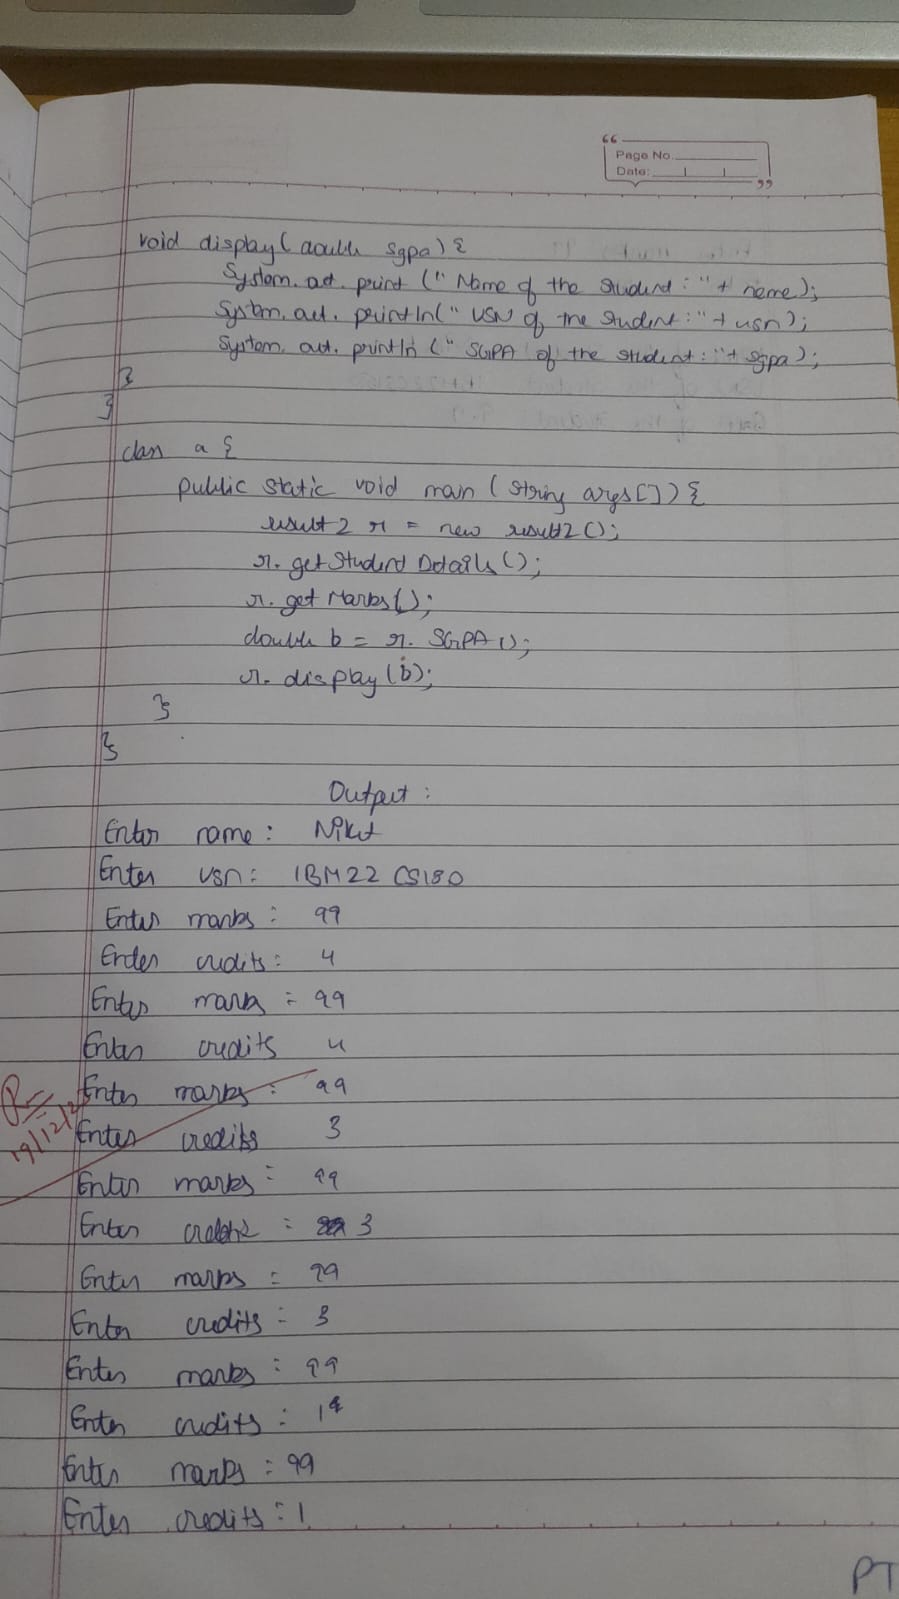 Page No.
Date:
void display(double sgpa){
System.out.print("Name of the student:"+ name);
System.out.println("USN of the student:"+usn);
System.out.println("SGPA of the student:"+sgpa);
}
}
class a {
public static void main(String args[]){
result2 r = new result2();
r.getStudentDetails();
r.getMarks();
double b = r.SGPA();
r.display(b);
}
}
Output:
Enter name:
Enter usn: 1BM22CS180
Enter marks: 99
Enter credits: 4
Enter marks: 99
Enter credits 4
Enter marks: 99
19/12/23 Enter credits 3
Enter marks: 99
Enter credits: 3
Enter marks: 99
Enter credits: 3
Enter marks: 99
Enter credits: 1
Enter marks: 99
Enter credits: 1
PT